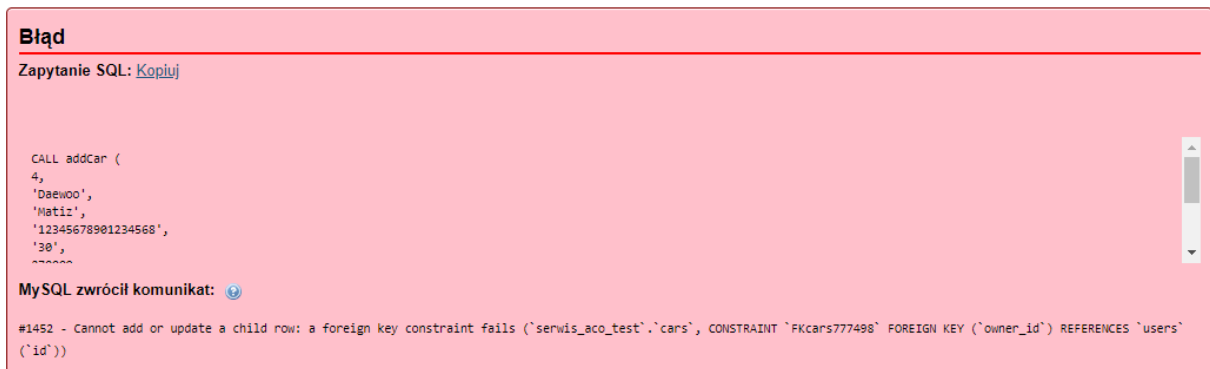 Błąd
Zapytanie SQL: Kopiuj
CALL addCar (
4,
'Daewoo',
'Matiz',
'12345678901234568',
'30',
MySQL zwrócił komunikat:
#1452 - Cannot add or update a child row: a foreign key constraint fails (`serwis_aco_test`.`cars`, CONSTRAINT `FKcars777498` FOREIGN KEY (`owner_id`) REFERENCES `users`
(`id`))